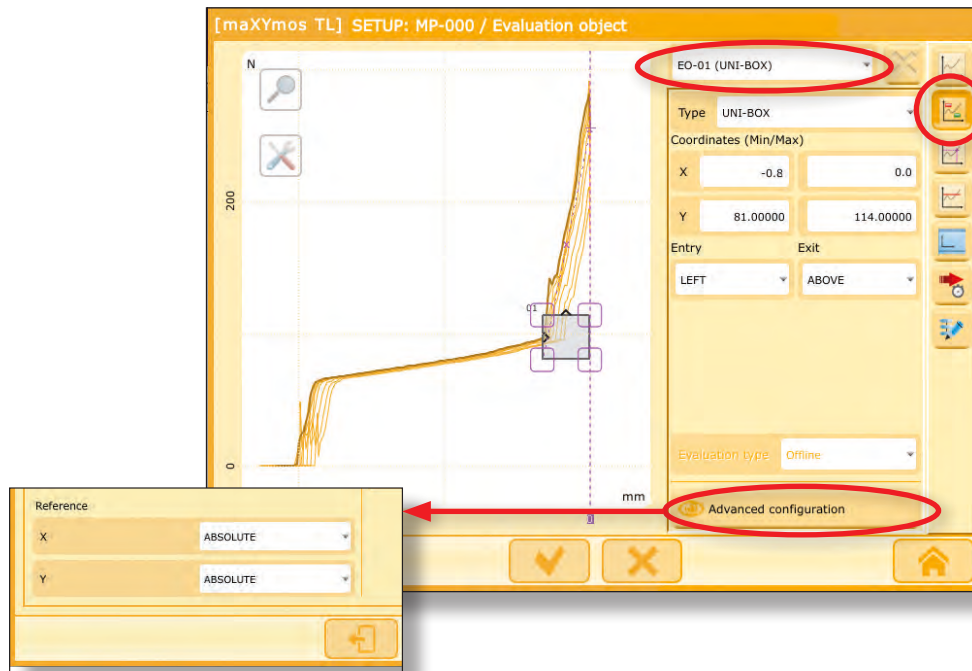 [maXYmos TL] SETUP: MP-000 / Evaluation object
N
200
0
01
mm
0
EO-01 (UNI-BOX)
Type UNI-BOX
Coordinates (Min/Max)
X -0.8 0.0
Y 81.00000 114.00000
Entry Exit
LEFT ABOVE
Evaluation type Offline
Advanced configuration
Reference
X ABSOLUTE
Y ABSOLUTE